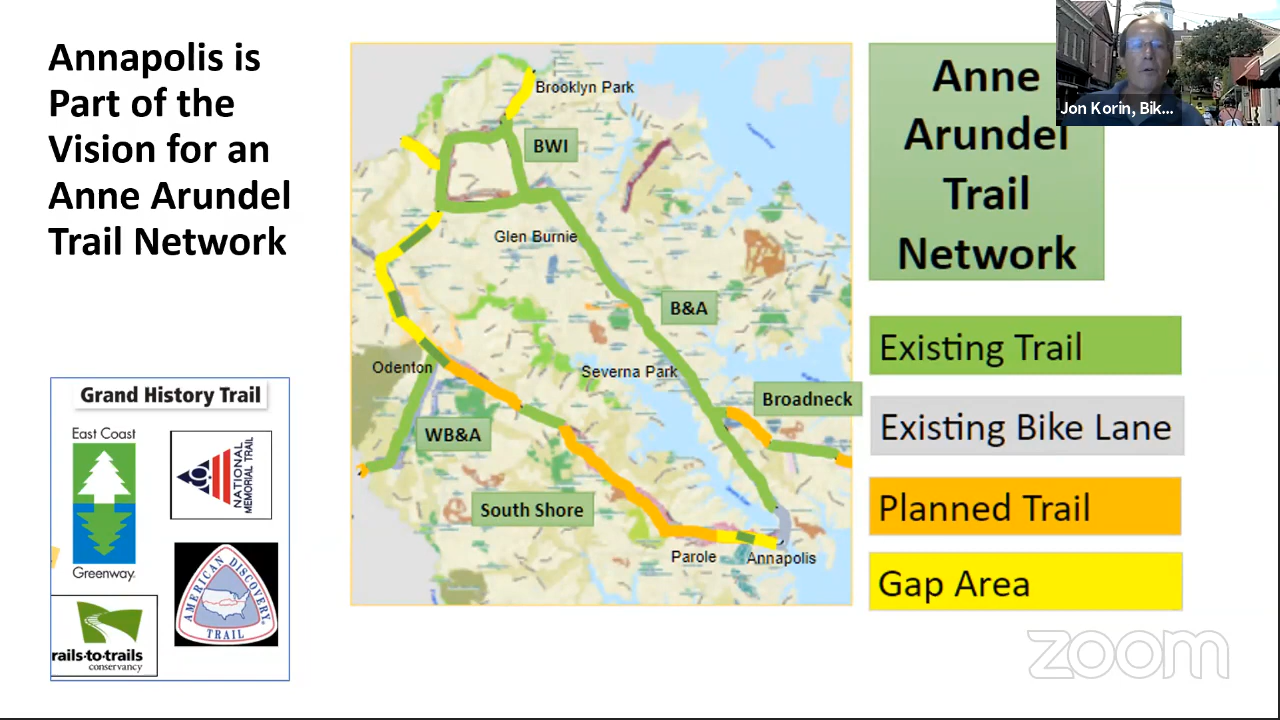 Annapolis is
Part of the
Vision for an
Anne Arundel
Trail Network
Grand History Trail
East Coast
Greenway
NATIONAL
MEMORIAL TRAIL
rails·to·trails
conservancy
AMERICAN DISCOVERY
TRAIL
Brooklyn Park
BWI
Glen Burnie
B&A
Odenton
Severna Park
Broadneck
WB&A
South Shore
Parole
Annapolis
Anne
Arundel
Trail
Network
Existing Trail
Existing Bike Lane
Planned Trail
Gap Area
Jon Korin, Bik...
zoom